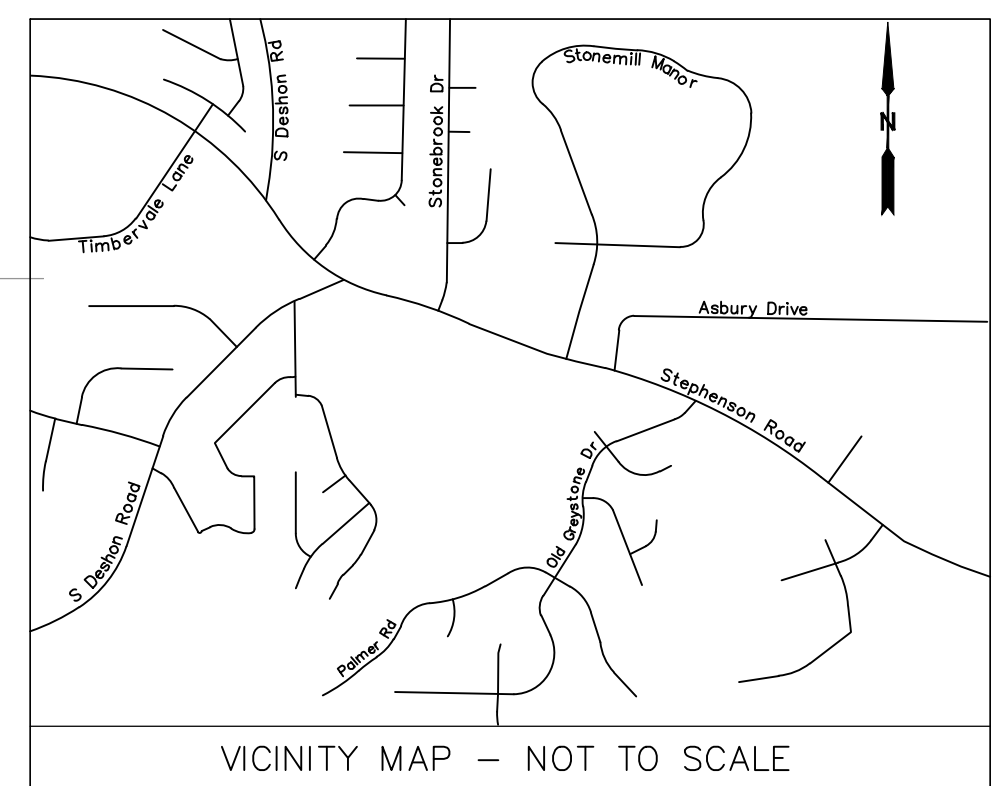 S Deshon Rd
Stonebrook Dr
Stonemill Manor
N
Timbervale Lane
Asbury Drive
Stephenson Road
Old Greystone Dr
S Deshon Road
Palmer Rd
VICINITY MAP – NOT TO SCALE